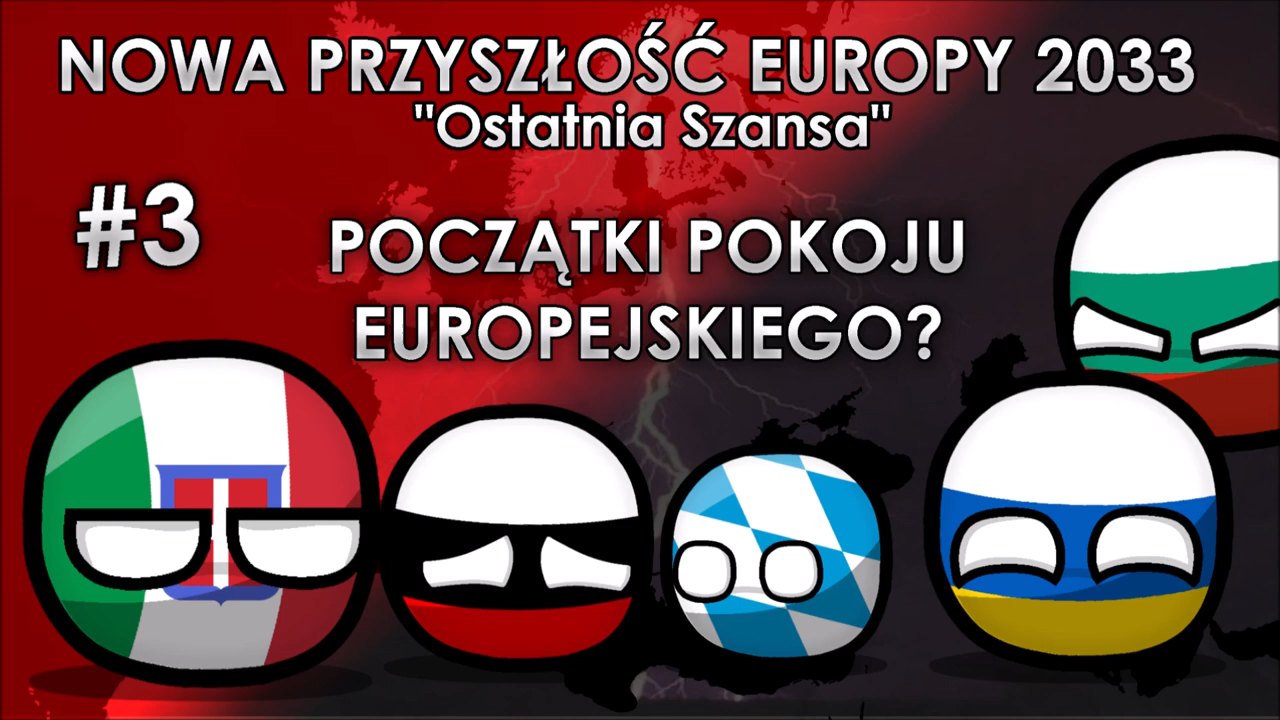 NOWA PRZYSZŁOŚĆ EUROPY 2033
"Ostatnia Szansa"
#3
POCZĄTKI POKOJU
EUROPEJSKIEGO?